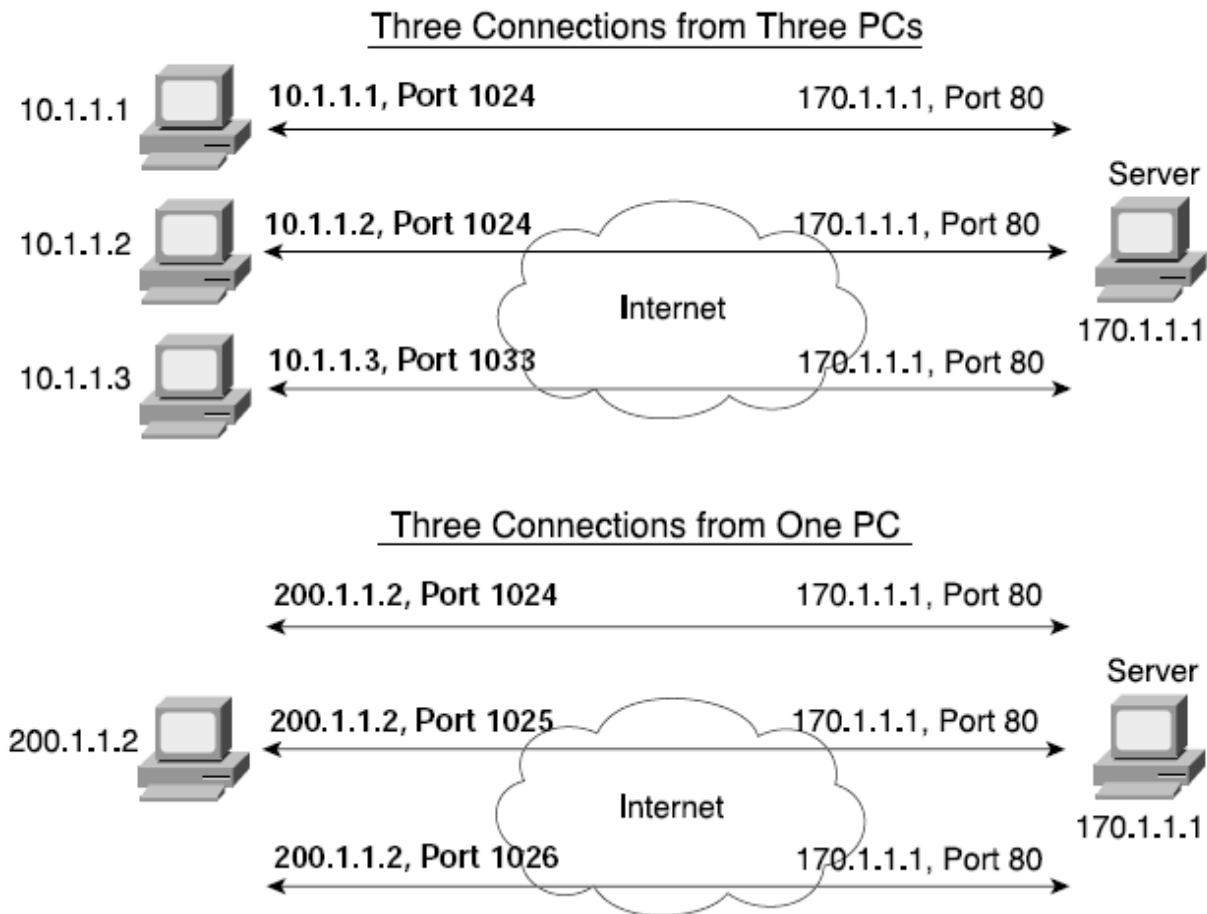 Three Connections from Three PCs
10.1.1.1
10.1.1.1, Port 1024
170.1.1.1, Port 80
Server
10.1.1.2
10.1.1.2, Port 1024
170.1.1.1, Port 80
Internet
170.1.1.1
10.1.1.3
10.1.1.3, Port 1033
170.1.1.1, Port 80
Three Connections from One PC
200.1.1.2, Port 1024
170.1.1.1, Port 80
Server
200.1.1.2
200.1.1.2, Port 1025
170.1.1.1, Port 80
Internet
170.1.1.1
200.1.1.2, Port 1026
170.1.1.1, Port 80